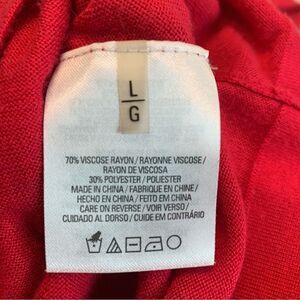 L
G
70% VISCOSE RAYON / RAYONNE VISCOSE /
RAYON DE VISCOSA
30% POLYESTER / POLIESTER
MADE IN CHINA / FABRIQUE EN CHINE /
HECHO EN CHINA / FEITO EM CHINA
CARE ON REVERSE / VOIR VERSO /
CUIDADO AL DORSO / CUIDE EM CONTRÁRIO